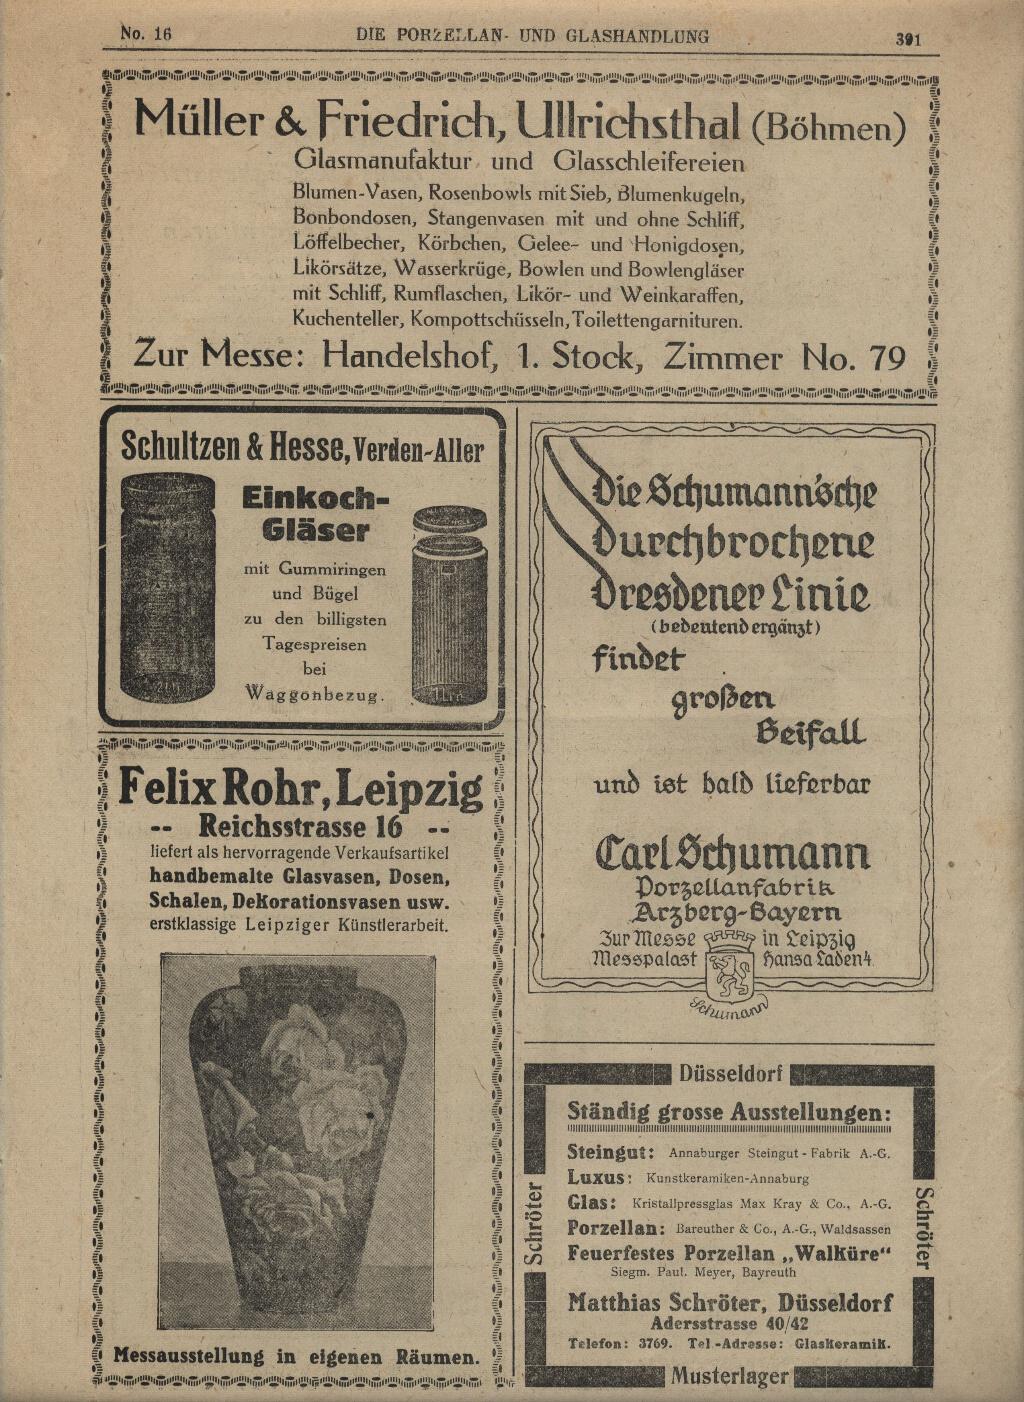 No. 16 DIE PORZELLAN- UND GLASHANDLUNG 391
Müller & Friedrich, Ullrichsthal (Böhmen)
Glasmanufaktur und Glasschleifereien
Blumen-Vasen, Rosenbowls mit Sieb, Blumenkugeln,
Bonbondosen, Stangenvasen mit und ohne Schliff,
Löffelbecher, Körbchen, Gelee- und Honigdosen,
Likörsätze, Wasserkrüge, Bowlen und Bowlengläser
mit Schliff, Rumflaschen, Likör- und Weinkaraffen,
Kuchenteller, Kompottschüsseln, Toilettengarnituren.
Zur Messe: Handelshof, 1. Stock, Zimmer No. 79
Schultzen & Hesse, Verden-Aller
Einkoch-
Gläser
mit Gummiringen
und Bügel
zu den billigsten
Tagespreisen
bei
Waggonbezug.
Felix Rohr, Leipzig
-- Reichsstrasse 16 --
liefert als hervorragende Verkaufsartikel
handbemalte Glasvasen, Dosen,
Schalen, Dekorationsvasen usw.
erstklassige Leipziger Künstlerarbeit.
Messausstellung in eigenen Räumen.
Die Schumann'sche
Durchbrochene
Dresdener Linie
(bedeutend ergänzt)
findet
großen
Beifall
und ist bald lieferbar
Carl Schumann
Porzellanfabrik
Arzberg-Bayern
Zur Messe in Leipzig
Messpalast Hansa Laden 4
Schumann
Düsseldorf
Ständig grosse Ausstellungen:
Steingut: Annaburger Steingut-Fabrik A.-G.
Luxus: Kunstkeramiken-Annaburg
Glas: Kristallpressglas Max Kray & Co., A.-G.
Porzellan: Bareuther & Co., A.-G., Waldsassen
Feuerfestes Porzellan „Walküre“
Siegm. Paul. Meyer, Bayreuth
Matthias Schröter, Düsseldorf
Adersstrasse 40/42
Telefon: 3769. Tel-Adresse: Glaskeramik.
Schröter
Schröter
Musterlager